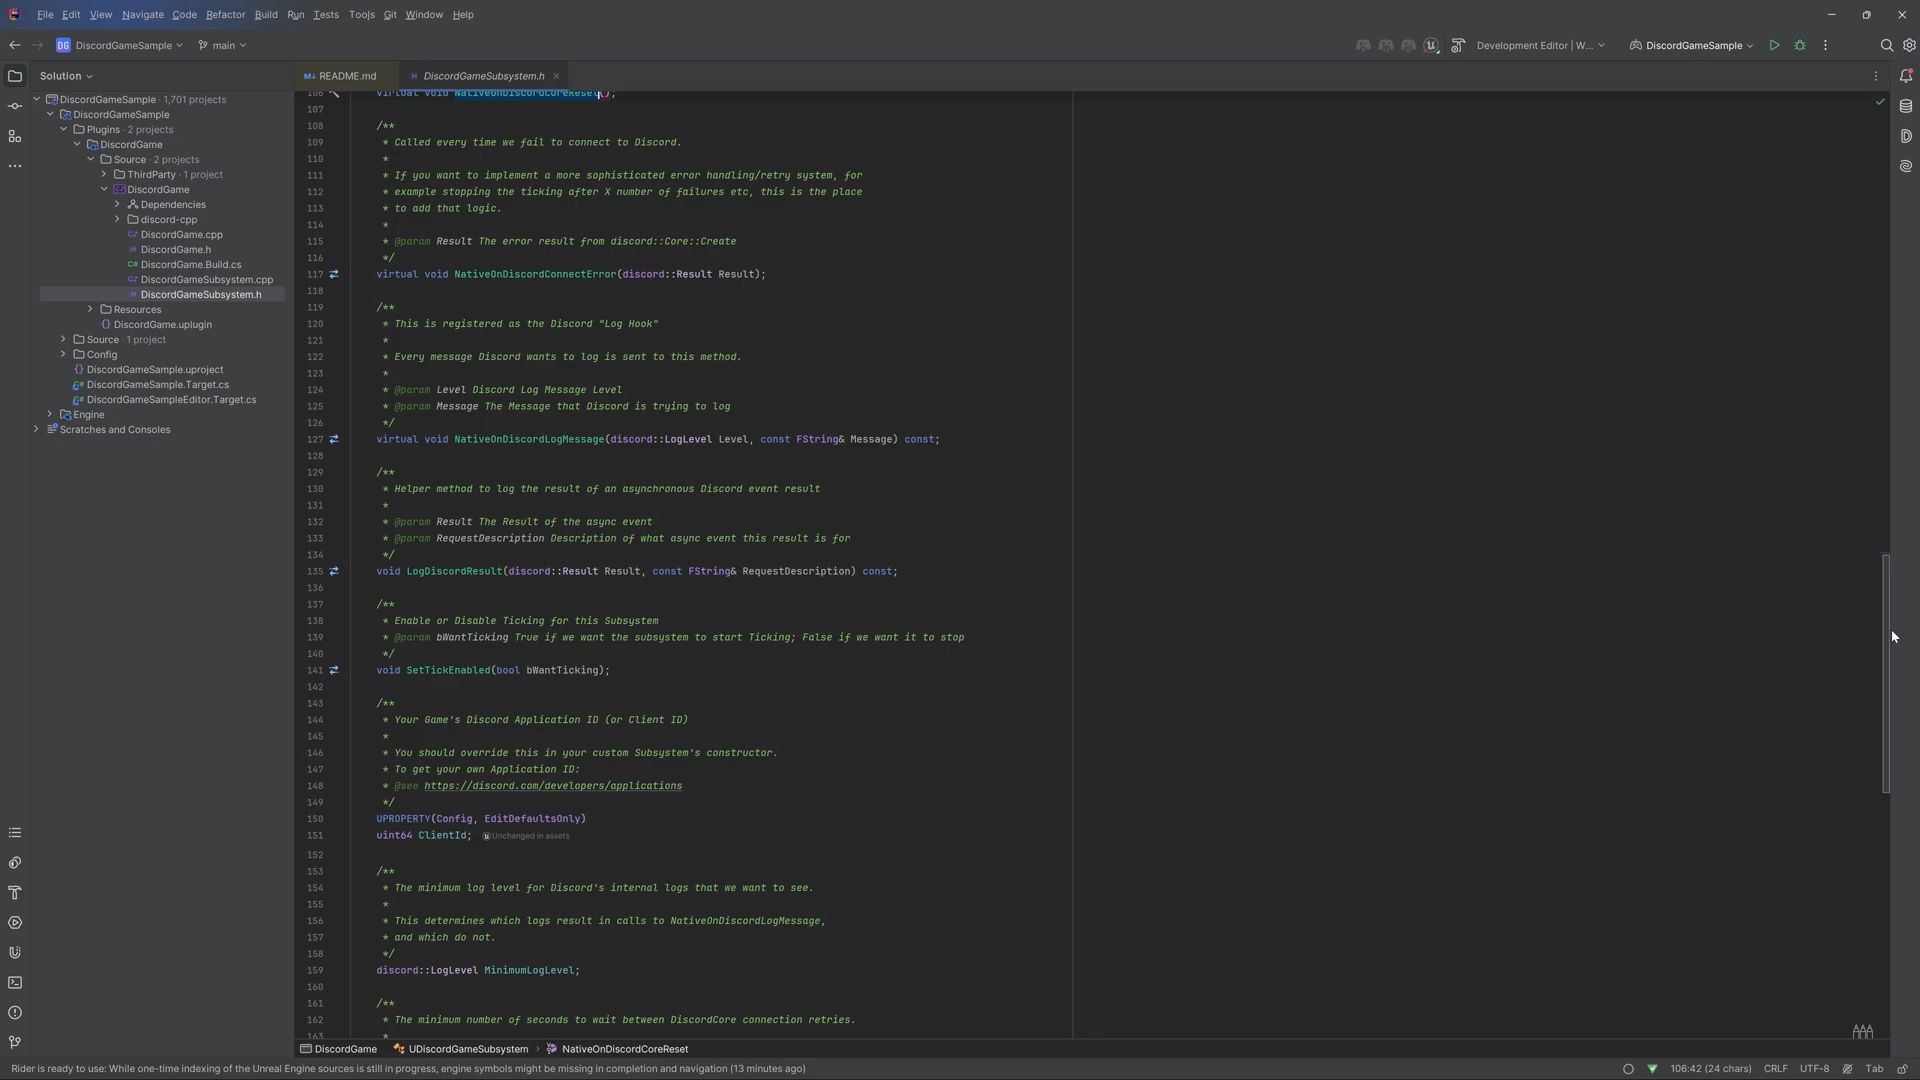 File Edit View Navigate Code Refactor Build Run Tests Tools Git Window Help
DG DiscordGameSample main Development Editor | W... DiscordGameSample
Solution README.md DiscordGameSubsystem.h
DiscordGameSample · 1,701 projects
DiscordGameSample
Plugins · 2 projects
DiscordGame
Source · 2 projects
ThirdParty · 1 project
DiscordGame
Dependencies
discord-cpp
DiscordGame.cpp
DiscordGame.h
DiscordGame.Build.cs
DiscordGameSubsystem.cpp
DiscordGameSubsystem.h
Resources
DiscordGame.uplugin
Source · 1 project
Config
DiscordGameSample.uproject
DiscordGameSample.Target.cs
DiscordGameSampleEditor.Target.cs
Engine
Scratches and Consoles
106 virtual void NativeOnDiscordCoreReset();
107
108 /**
109 * Called every time we fail to connect to Discord.
110 *
111 * If you want to implement a more sophisticated error handling/retry system, for
112 * example stopping the ticking after X number of failures etc, this is the place
113 * to add that logic.
114 *
115 * @param Result The error result from discord::Core::Create
116 */
117 virtual void NativeOnDiscordConnectError(discord::Result Result);
118
119 /**
120 * This is registered as the Discord "Log Hook"
121 *
122 * Every message Discord wants to log is sent to this method.
123 *
124 * @param Level Discord Log Message Level
125 * @param Message The Message that Discord is trying to log
126 */
127 virtual void NativeOnDiscordLogMessage(discord::LogLevel Level, const FString& Message) const;
128
129 /**
130 * Helper method to log the result of an asynchronous Discord event result
131 *
132 * @param Result The Result of the async event
133 * @param RequestDescription Description of what async event this result is for
134 */
135 void LogDiscordResult(discord::Result Result, const FString& RequestDescription) const;
136
137 /**
138 * Enable or Disable Ticking for this Subsystem
139 * @param bWantTicking True if we want the subsystem to start Ticking; False if we want it to stop
140 */
141 void SetTickEnabled(bool bWantTicking);
142
143 /**
144 * Your Game's Discord Application ID (or Client ID)
145 *
146 * You should override this in your custom Subsystem's constructor.
147 * To get your own Application ID:
148 * @see https://discord.com/developers/applications
149 */
150 UPROPERTY(Config, EditDefaultsOnly)
151 uint64 ClientId; Unchanged in assets
152
153 /**
154 * The minimum log level for Discord's internal logs that we want to see.
155 *
156 * This determines which logs result in calls to NativeOnDiscordLogMessage,
157 * and which do not.
158 */
159 discord::LogLevel MinimumLogLevel;
160
161 /**
162 * The minimum number of seconds to wait between DiscordCore connection retries.
163 *
DiscordGame UDiscordGameSubsystem › NativeOnDiscordCoreReset
Rider is ready to use: While one-time indexing of the Unreal Engine sources is still in progress, engine symbols might be missing in completion and navigation (13 minutes ago) 106:42 (24 chars) CRLF UTF-8 Tab